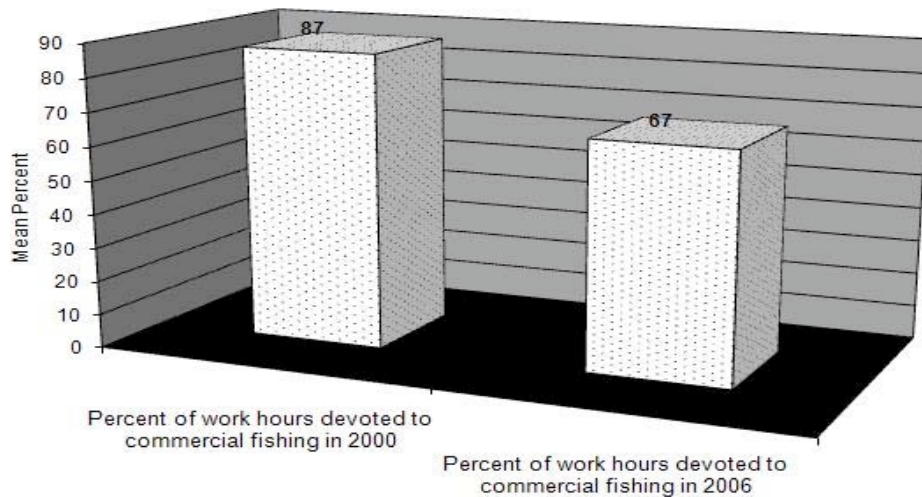 87
67
90
80
70
60
50
40
30
20
10
0
Mean Percent
Percent of work hours devoted to
commercial fishing in 2000
Percent of work hours devoted to
commercial fishing in 2006